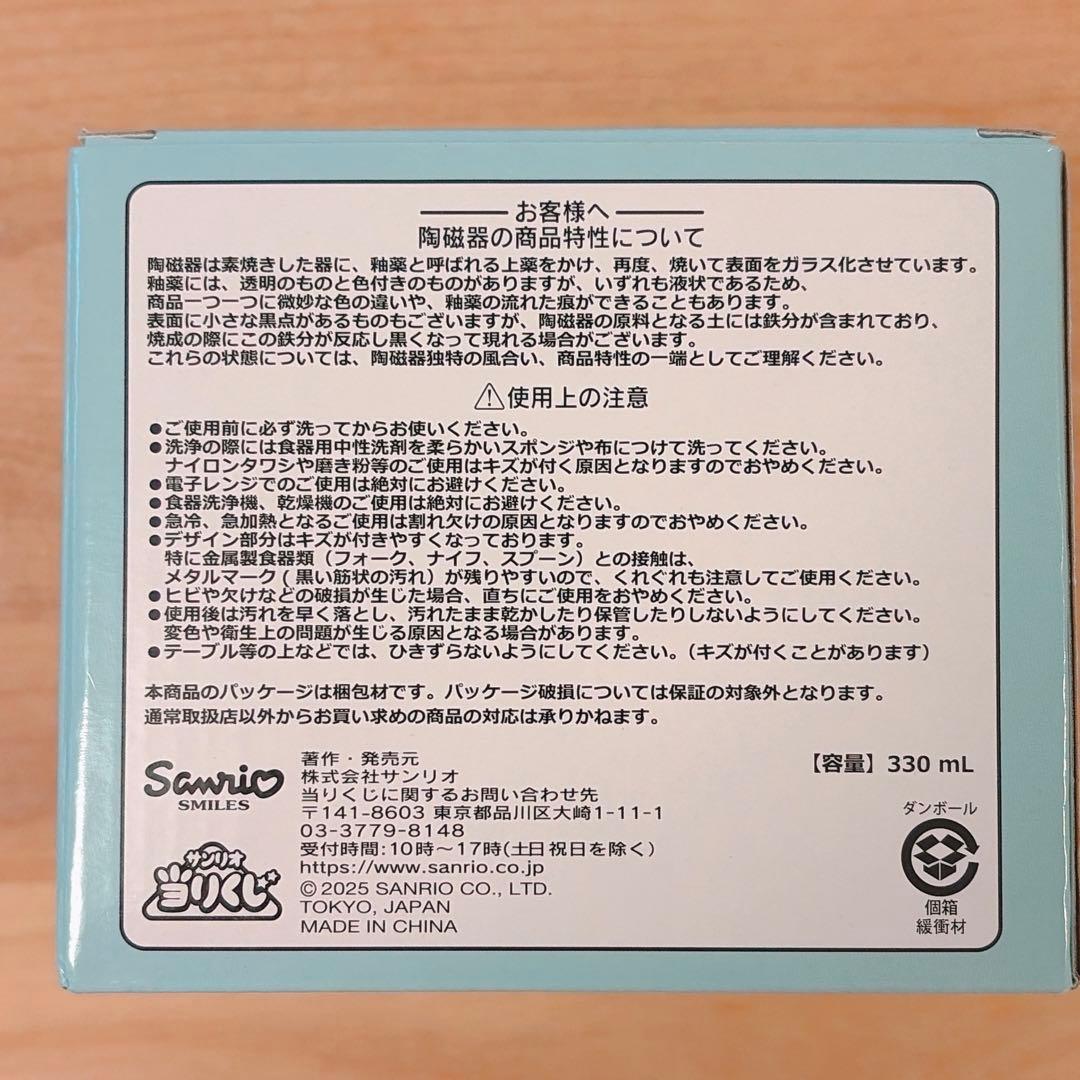 お客様へ
陶磁器の商品特性について
陶磁器は素焼きした器に、釉薬と呼ばれる上薬をかけ、再度、焼いて表面をガラス化させています。
釉薬には、透明のものと色付きのものがありますが、いずれも液状であるため、
商品一つ一つに微妙な色の違いや、釉薬の流れた痕ができることもあります。
表面に小さな黒点があるものもございますが、陶磁器の原料となる土には鉄分が含まれており、
焼成の際にこの鉄分が反応し黒くなって現れる場合がございます。
これらの状態については、陶磁器独特の風合い、商品特性の一端としてご理解ください。
⚠使用上の注意
●ご使用前に必ず洗ってからお使いください。
●洗浄の際には食器用中性洗剤を柔らかいスポンジや布につけて洗ってください。
ナイロンタワシや磨き粉等のご使用はキズが付く原因となりますのでおやめください。
●電子レンジでのご使用は絶対にお避けください。
●食器洗浄機、乾燥機のご使用は絶対にお避けください。
●急冷、急加熱となるご使用は割れ欠けの原因となりますのでおやめください。
●デザイン部分はキズが付きやすくなっております。
特に金属製食器類（フォーク、ナイフ、スプーン）との接触は、
メタルマーク(黒い筋状の汚れ）が残りやすいので、くれぐれも注意してご使用ください。
●ヒビや欠けなどの破損が生じた場合、直ちにご使用をおやめください。
●使用後は汚れを早く落とし、汚れたまま乾かしたり保管したりしないようにしてください。
変色や衛生上の問題が生じる原因となる場合があります。
●テーブル等の上などでは、ひきずらないようにしてください。（キズが付くことがあります）
本商品のパッケージは梱包材です。パッケージ破損については保証の対象外となります。
通常取扱店以外からお買い求めの商品の対応は承りかねます。
Sanrio
SMILES
サンリオ
当りくじ
著作・発売元
株式会社サンリオ
当りくじに関するお問い合わせ先
〒141-8603 東京都品川区大崎1-11-1
03-3779-8148
受付時間:10時〜17時(土日祝日を除く）
https://www.sanrio.co.jp
© 2025 SANRIO CO., LTD.
TOKYO, JAPAN
MADE IN CHINA
【容量】330 mL
ダンボール
個箱
緩衝材